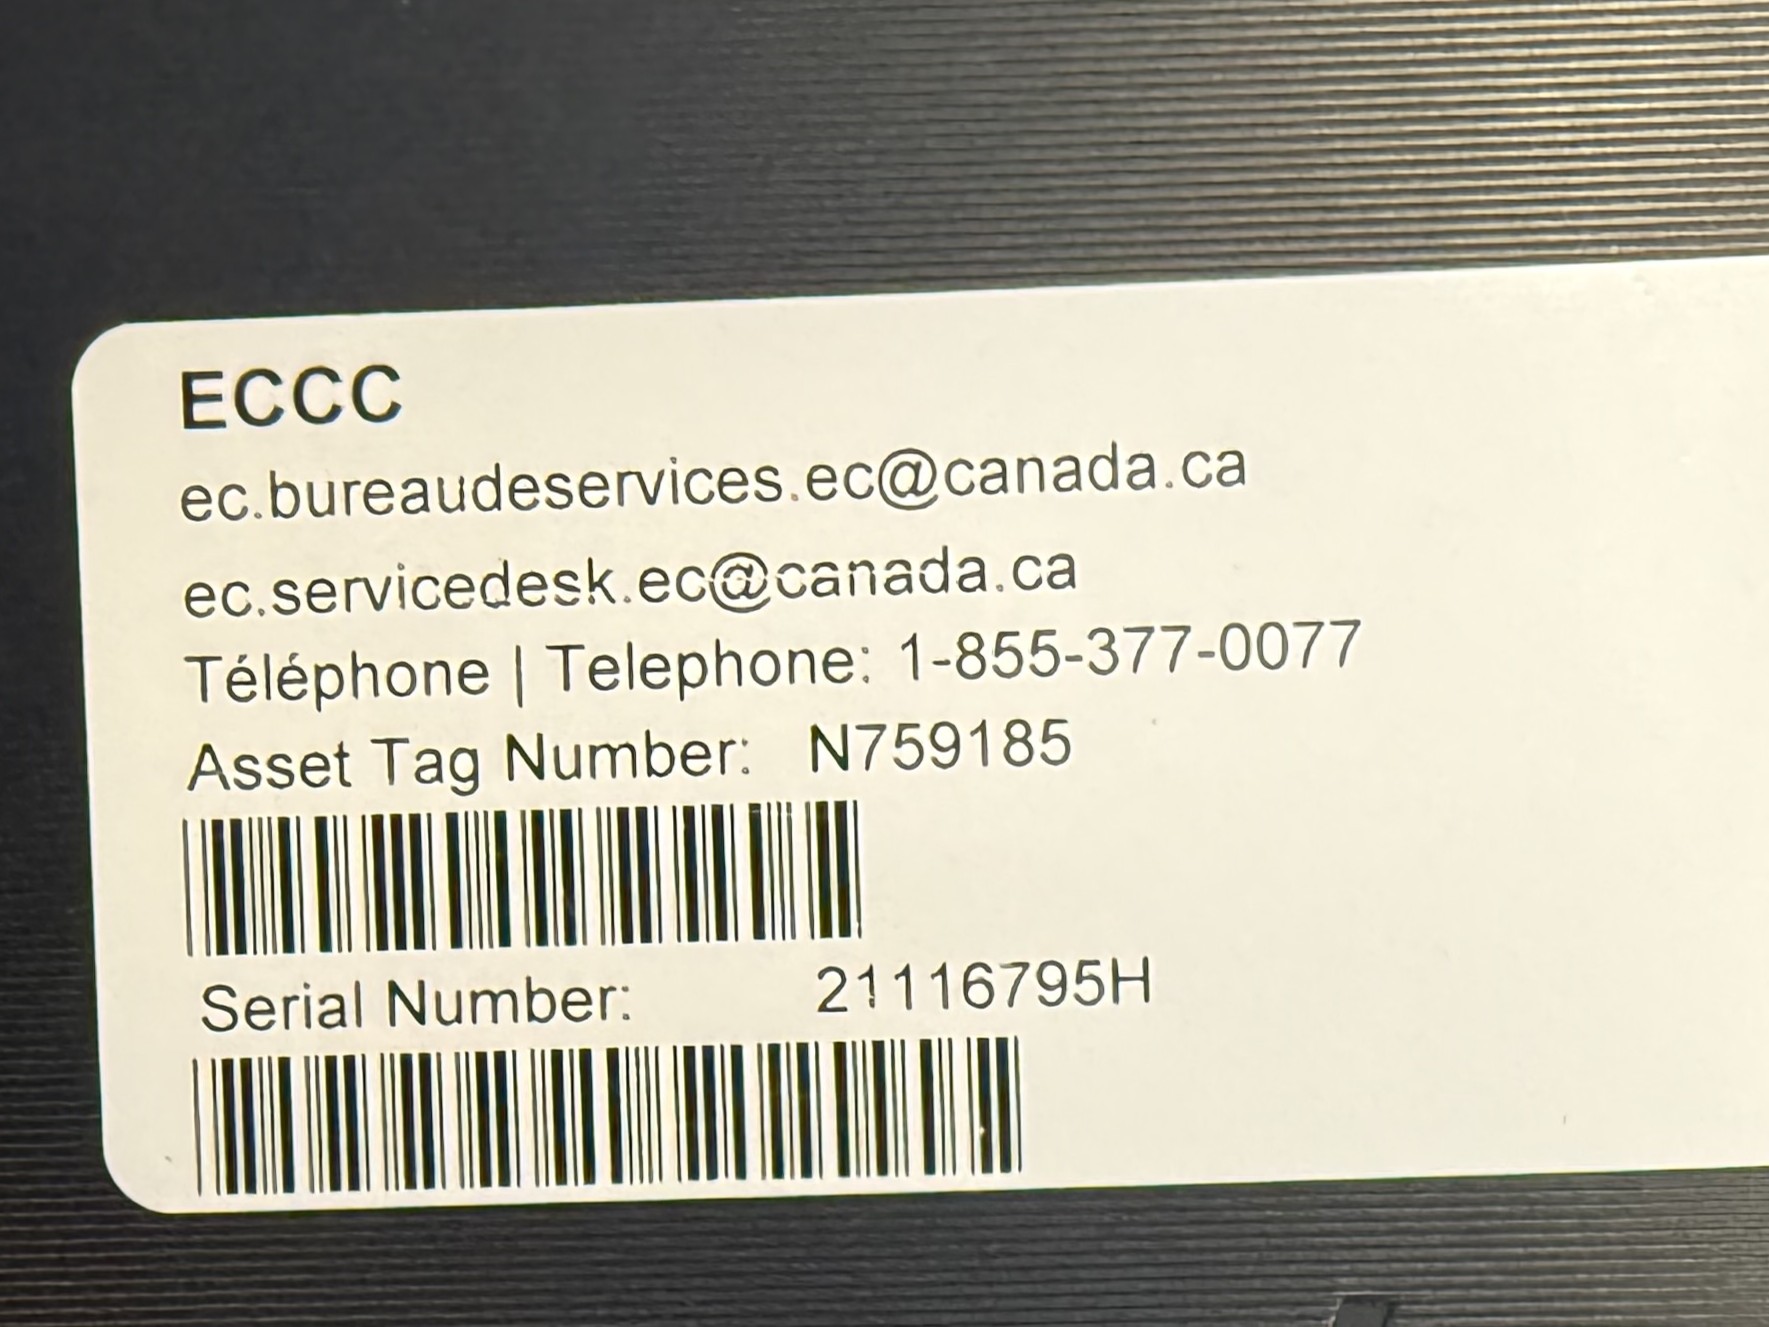 ECCC
ec.bureaudeservices.ec@canada.ca
ec.servicedesk.ec@canada.ca
Téléphone | Telephone: 1-855-377-0077
Asset Tag Number: N759185
Serial Number: 21116795H